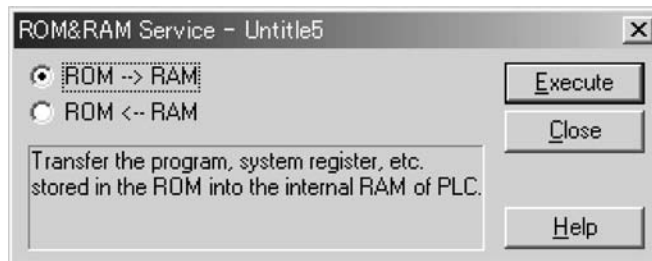 ROM&RAM Service - Untitle5
ROM --> RAM
ROM <-- RAM
Transfer the program, system register, etc.
stored in the ROM into the internal RAM of PLC.
Execute
Close
Help